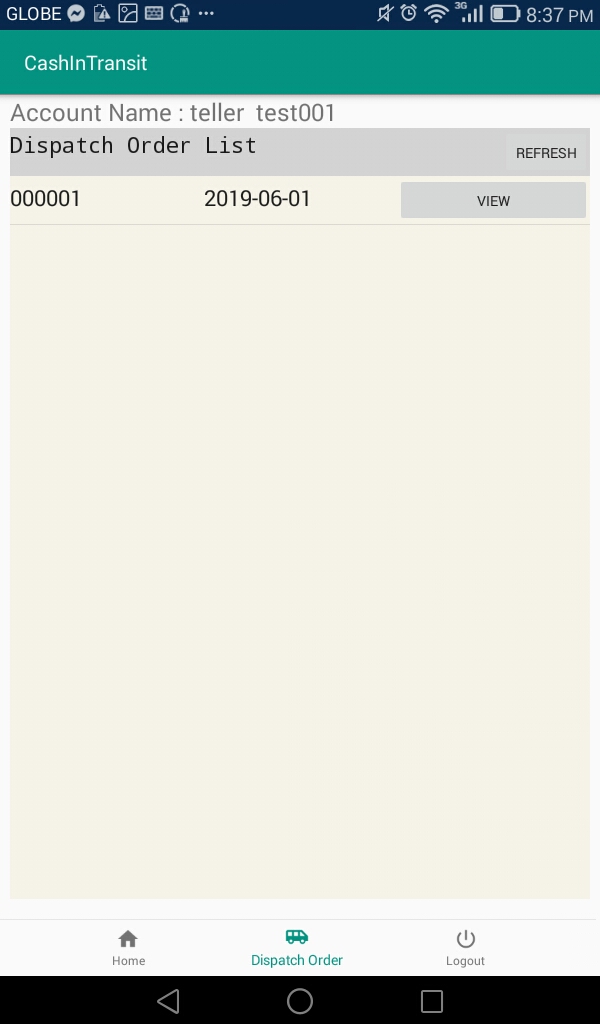 GLOBE 3G 8:37 PM
CashInTransit
Account Name : teller test001
Dispatch Order List REFRESH
000001 2019-06-01 VIEW
Home Dispatch Order Logout